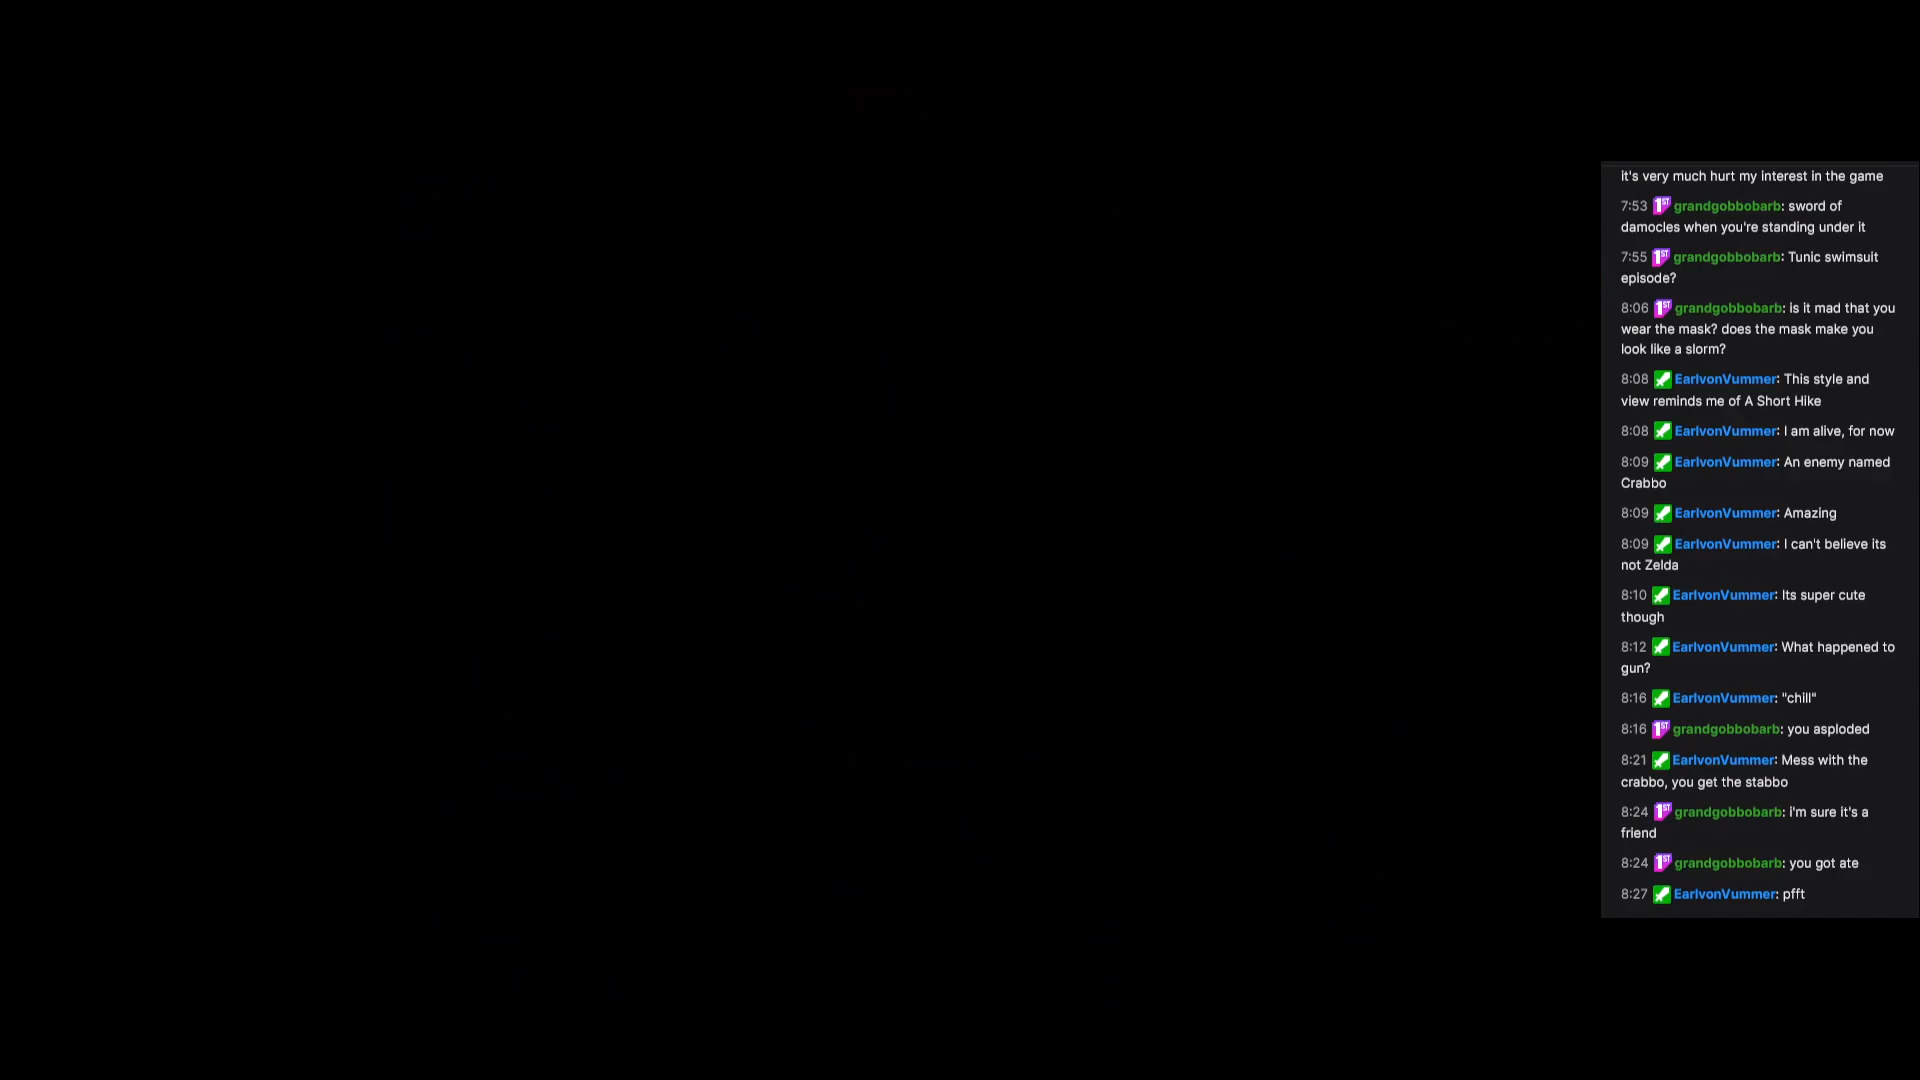 it's very much hurt my interest in the game
7:53 1ST grandgobbobarb: sword of
damocles when you're standing under it
7:55 1ST grandgobbobarb: Tunic swimsuit
episode?
8:06 1ST grandgobbobarb: is it mad that you
wear the mask? does the mask make you
look like a slorm?
8:08 EarlvonVummer: This style and
view reminds me of A Short Hike
8:08 EarlvonVummer: I am alive, for now
8:09 EarlvonVummer: An enemy named
Crabbo
8:09 EarlvonVummer: Amazing
8:09 EarlvonVummer: I can't believe its
not Zelda
8:10 EarlvonVummer: Its super cute
though
8:12 EarlvonVummer: What happened to
gun?
8:16 EarlvonVummer: "chill"
8:16 1ST grandgobbobarb: you asploded
8:21 EarlvonVummer: Mess with the
crabbo, you get the stabbo
8:24 1ST grandgobbobarb: i'm sure it's a
friend
8:24 1ST grandgobbobarb: you got ate
8:27 EarlvonVummer: pfft